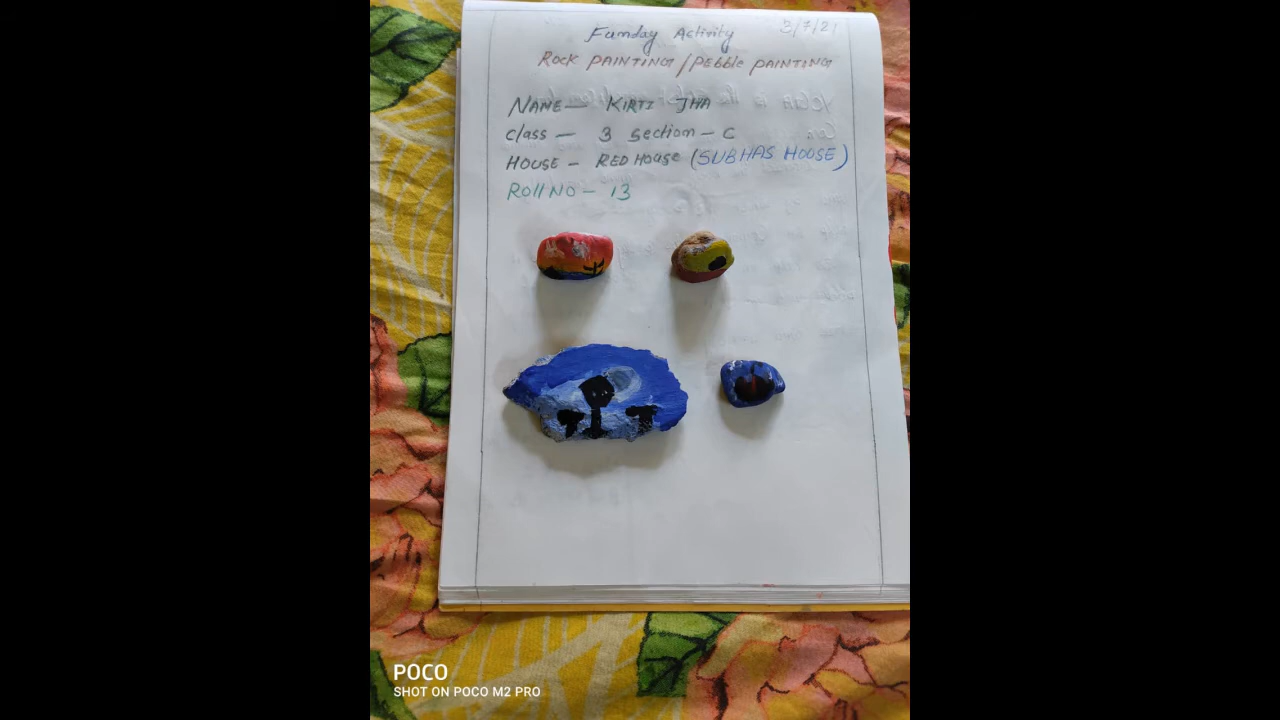 3/7/21
Funday Activity
ROCK PAINTING / Pebble PAINTING
NAME — KIRTI JHA
class — 3 section — C
HOUSE — RED HOUSE (SUBHAS HOUSE)
ROll NO — 13
POCO
SHOT ON POCO M2 PRO